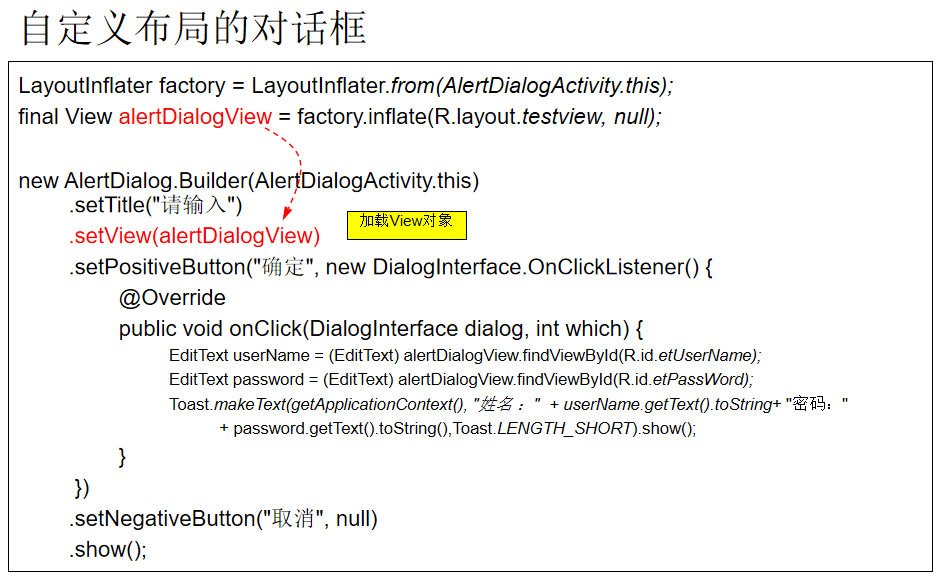 自定义布局的对话框
LayoutInflater factory = LayoutInflater.from(AlertDialogActivity.this);
final View alertDialogView = factory.inflate(R.layout.testview, null);
new AlertDialog.Builder(AlertDialogActivity.this)
.setTitle("请输入")
.setView(alertDialogView)
加载View对象
.setPositiveButton("确定", new DialogInterface.OnClickListener() {
@Override
public void onClick(DialogInterface dialog, int which) {
EditText userName = (EditText) alertDialogView.findViewById(R.id.etUserName);
EditText password = (EditText) alertDialogView.findViewById(R.id.etPassWord);
Toast.makeText(getApplicationContext(), "姓名：" + userName.getText().toString+ "密码："
+ password.getText().toString(),Toast.LENGTH_SHORT).show();
}
})
.setNegativeButton("取消", null)
.show();